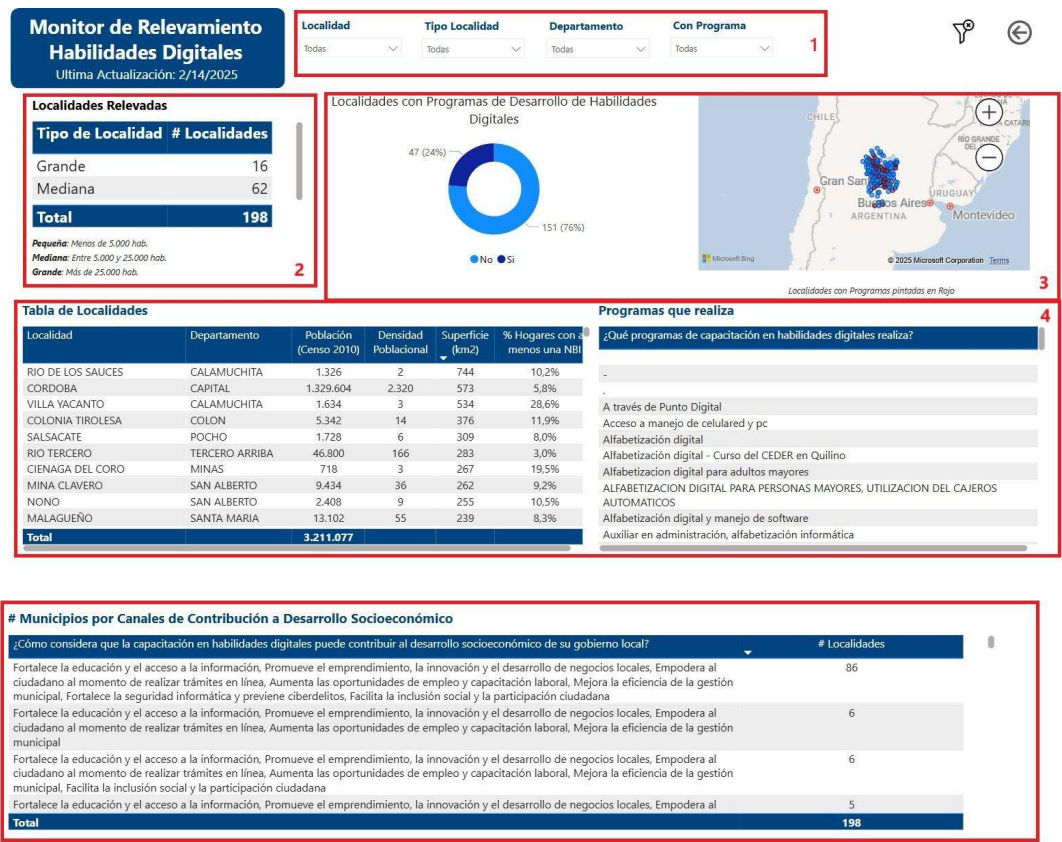 Monitor de Relevamiento
Habilidades Digitales
Ultima Actualización: 2/14/2025
Localidad
Todas
Tipo Localidad
Todas
Departamento
Todas
Con Programa
Todas
1
Localidades Relevadas
Tipo de Localidad # Localidades
Grande 16
Mediana 62
Total 198
Pequeña: Menos de 5.000 hab.
Mediana: Entre 5.000 y 25.000 hab.
Grande: Más de 25.000 hab.
2
Localidades con Programas de Desarrollo de Habilidades
Digitales
47 (24%)
151 (76%)
No Si
CHILE
CATAR
RIO GRANDE
Gran San
URUGUAY
Buenos Aires
ARGENTINA
Montevideo
Microsoft Bing
© 2025 Microsoft Corporation Terms
Localidades con Programas pintadas en Rojo
3
Tabla de Localidades
Localidad Departamento Población (Censo 2010) Densidad Poblacional Superficie (km2) % Hogares con a menos una NBI
RIO DE LOS SAUCES CALAMUCHITA 1.326 2 744 10,2%
CORDOBA CAPITAL 1.329.604 2.320 573 5,8%
VILLA YACANTO CALAMUCHITA 1.634 3 534 28,6%
COLONIA TIROLESA COLON 5.342 14 376 11,9%
SALSACATE POCHO 1.728 6 309 8,0%
RIO TERCERO TERCERO ARRIBA 46.800 166 283 3,0%
CIENAGA DEL CORO MINAS 718 3 267 19,5%
MINA CLAVERO SAN ALBERTO 9.434 36 262 9,2%
NONO SAN ALBERTO 2.408 9 255 10,5%
MALAGUEÑO SANTA MARIA 13.102 55 239 8,3%
Total 3.211.077
Programas que realiza
4
¿Qué programas de capacitación en habilidades digitales realiza?
-
.
A través de Punto Digital
Acceso a manejo de celulared y pc
Alfabetización digital
Alfabetización digital - Curso del CEDER en Quilino
Alfabetizacion digital para adultos mayores
ALFABETIZACION DIGITAL PARA PERSONAS MAYORES, UTILIZACION DEL CAJEROS
AUTOMATICOS
Alfabetización digital y manejo de software
Auxiliar en administración, alfabetización informática
# Municipios por Canales de Contribución a Desarrollo Socioeconómico
¿Cómo considera que la capacitación en habilidades digitales puede contribuir al desarrollo socioeconómico de su gobierno local? # Localidades
Fortalece la educación y el acceso a la información, Promueve el emprendimiento, la innovación y el desarrollo de negocios locales, Empodera al 86
ciudadano al momento de realizar trámites en línea, Aumenta las oportunidades de empleo y capacitación laboral, Mejora la eficiencia de la gestión
municipal, Fortalece la seguridad informática y previene ciberdelitos, Facilita la inclusión social y la participación ciudadana
Fortalece la educación y el acceso a la información, Promueve el emprendimiento, la innovación y el desarrollo de negocios locales, Empodera al 6
ciudadano al momento de realizar trámites en línea, Aumenta las oportunidades de empleo y capacitación laboral, Mejora la eficiencia de la gestión
municipal
Fortalece la educación y el acceso a la información, Promueve el emprendimiento, la innovación y el desarrollo de negocios locales, Empodera al 6
ciudadano al momento de realizar trámites en línea, Aumenta las oportunidades de empleo y capacitación laboral, Mejora la eficiencia de la gestión
municipal, Facilita la inclusión social y la participación ciudadana
Fortalece la educación y el acceso a la información, Promueve el emprendimiento, la innovación y el desarrollo de negocios locales, Empodera al 5
Total 198